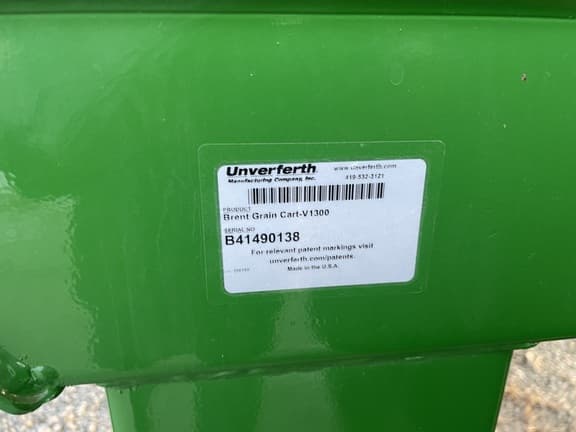 Unverferth www.unverferth.com
Manufacturing Company, Inc. 419-532-3121
PRODUCT
Brent Grain Cart-V1300
SERIAL NO
B41490138
For relevant patent markings visit
unverferth.com/patents.
Made in the U.S.A.